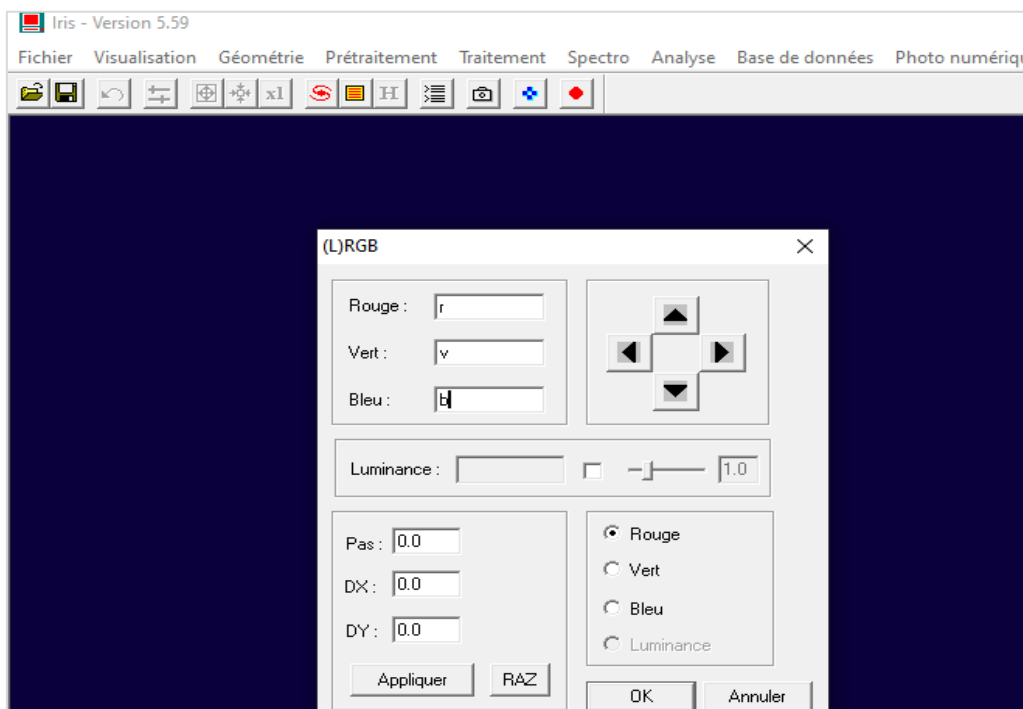 Iris - Version 5.59
Fichier Visualisation Géométrie Prétraitement Traitement Spectro Analyse Base de données Photo numériqu
x1 H
(L)RGB
Rouge : r
Vert : v
Bleu : b
Luminance : 1.0
Pas : 0.0
DX : 0.0
DY : 0.0
Appliquer RAZ
Rouge
Vert
Bleu
Luminance
OK Annuler